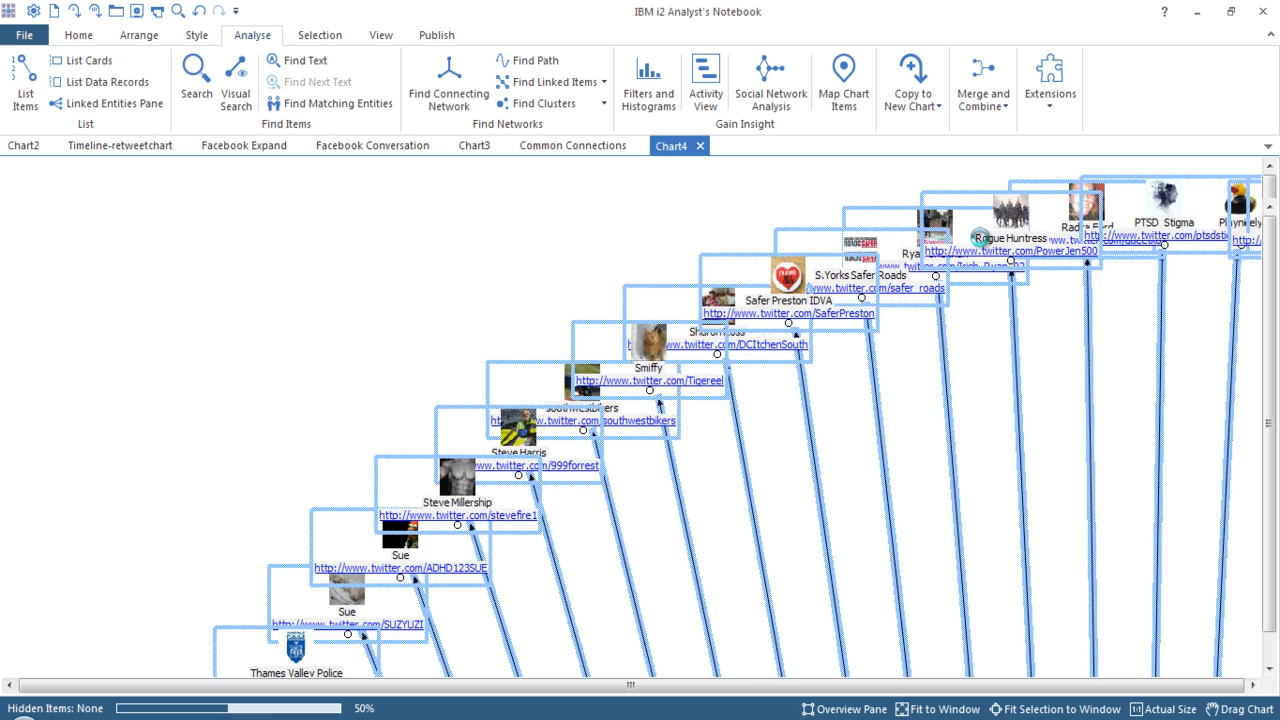 IBM i2 Analyst's Notebook
File Home Arrange Style Analyse Selection View Publish
List Items
List Cards
List Data Records
Linked Entities Pane
List
Search
Visual Search
Find Text
Find Next Text
Find Matching Entities
Find Items
Find Connecting Network
Find Path
Find Linked Items
Find Clusters
Find Networks
Filters and Histograms
Activity View
Social Network Analysis
Map Chart Items
Gain Insight
Copy to New Chart
Merge and Combine
Extensions
Chart2 Timeline-retweetchart Facebook Expand Facebook Conversation Chart3 Common Connections Chart4
PTSD_Stigma
http://www.twitter.com/ptsdsti
Rogue Huntress
http://www.twitter.com/PowerJen500
S.Yorks Safer Roads
www.twitter.com/safer_roads
Safer Preston IDVA
http://www.twitter.com/SaferPreston
www.twitter.com/DCItchenSouth
Smiffy
http://www.twitter.com/Tigereel
southwestbikers
www.twitter.com/southwestbikers
Steve Harris
www.twitter.com/999forrest
Steve Millership
http://www.twitter.com/stevefire1
Sue
http://www.twitter.com/ADHD123SUE
Sue
http://www.twitter.com/SUZYUZI
Thames Valley Police
Hidden Items: None 50% Overview Pane Fit to Window Fit Selection to Window Actual Size Drag Chart